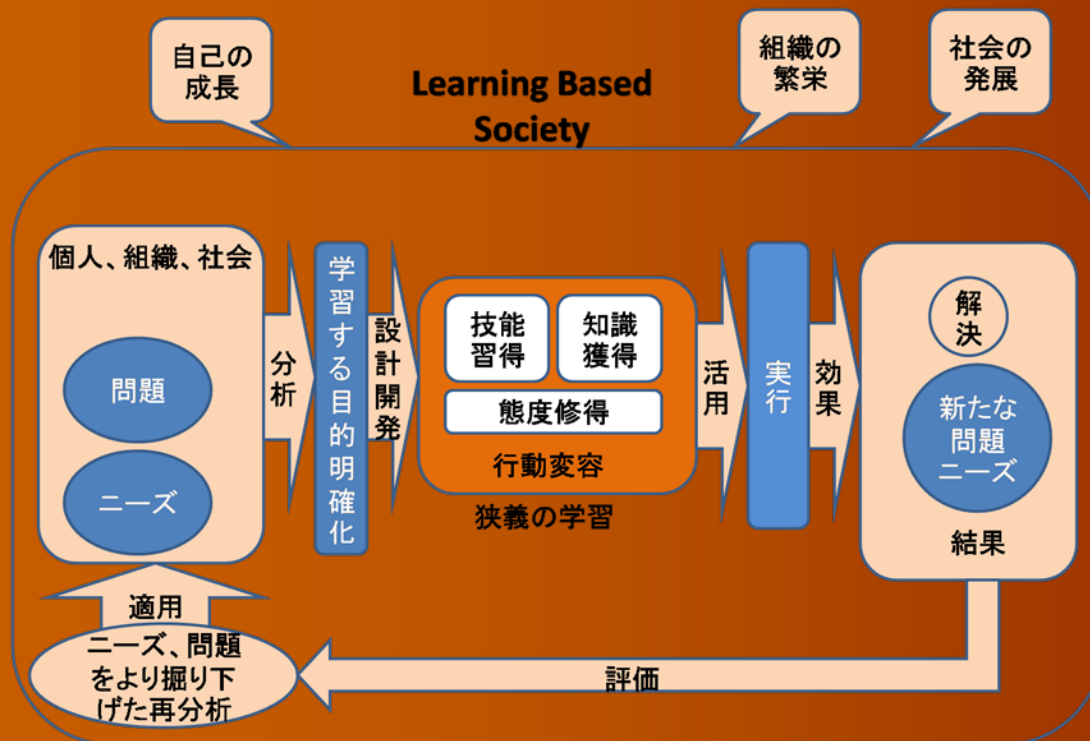 自己の
成長
Learning Based
Society
組織の
繁栄
社会の
発展
個人、組織、社会
問題
ニーズ
分析
学習する目的明確化
設計開発
技能
習得
知識
獲得
態度修得
行動変容
狭義の学習
活用
実行
効果
解
決
新たな
問題
ニーズ
結果
適用
ニーズ、問題
をより掘り下
げた再分析
評価